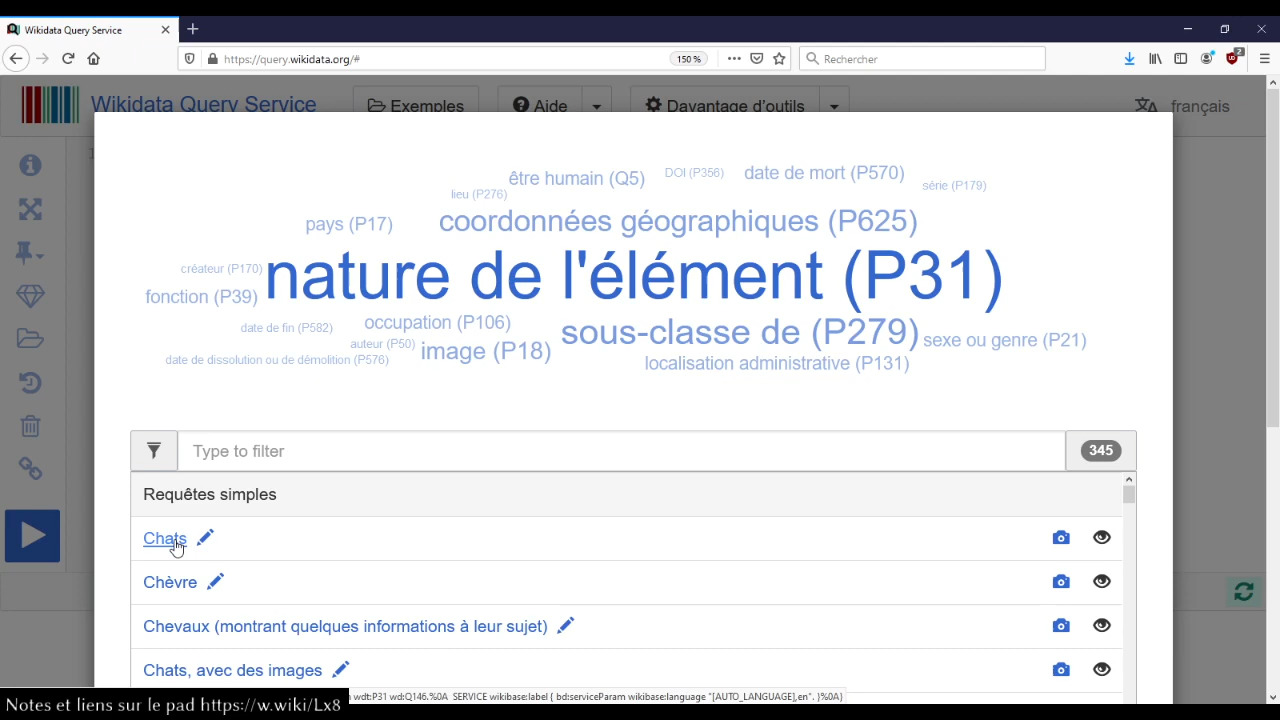 Wikidata Query Service
https://query.wikidata.org/#
150 %
Rechercher
2
Wikidata Query Service
Exemples
Aide
Davantage d'outils
français
être humain (Q5)
DOI (P356)
date de mort (P570)
lieu (P276)
série (P179)
pays (P17)
coordonnées géographiques (P625)
créateur (P170)
nature de l'élément (P31)
fonction (P39)
date de fin (P582)
occupation (P106)
sous-classe de (P279)
sexe ou genre (P21)
auteur (P50)
image (P18)
date de dissolution ou de démolition (P576)
localisation administrative (P131)
Type to filter
345
Requêtes simples
Chats
Chèvre
Chevaux (montrant quelques informations à leur sujet)
Chats, avec des images
wdt:P31 wd:Q146.%0A SERVICE wikibase:label { bd:serviceParam wikibase:language "[AUTO_LANGUAGE],en". }%0A}
Notes et liens sur le pad https://w.wiki/Lx8